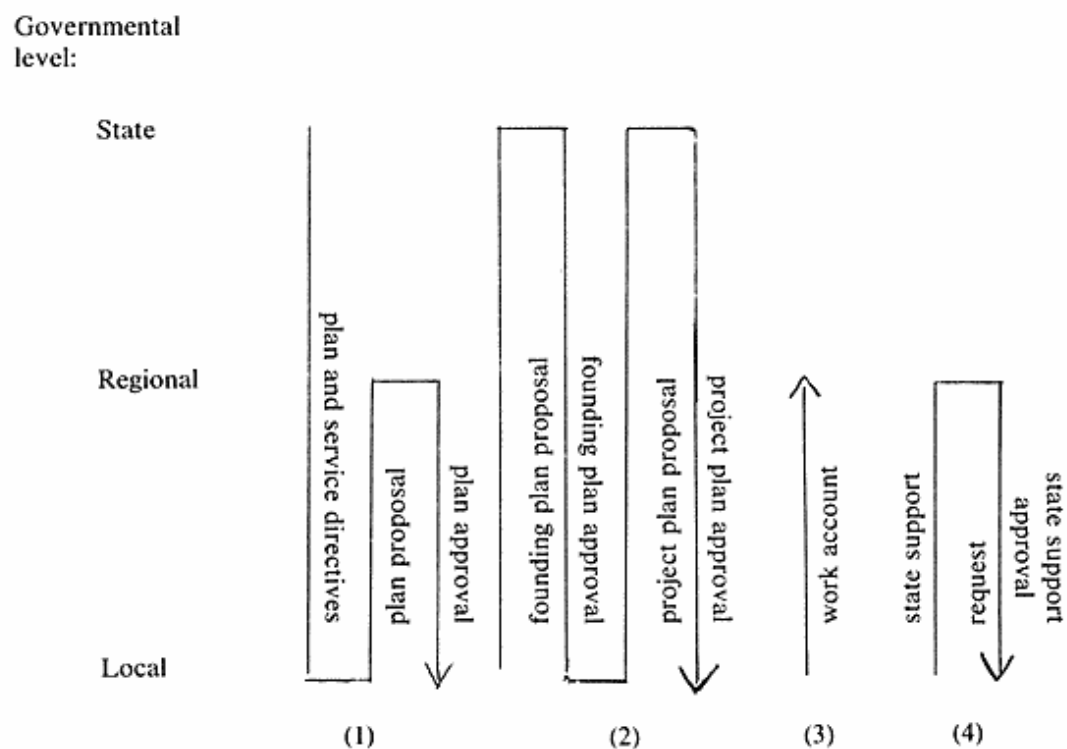 Governmental
level:
State
Regional
Local
plan and service directives
plan proposal
plan approval
founding plan proposal
founding plan approval
project plan proposal
project plan approval
work account
state support
request
state support
approval
(1)
(2)
(3)
(4)